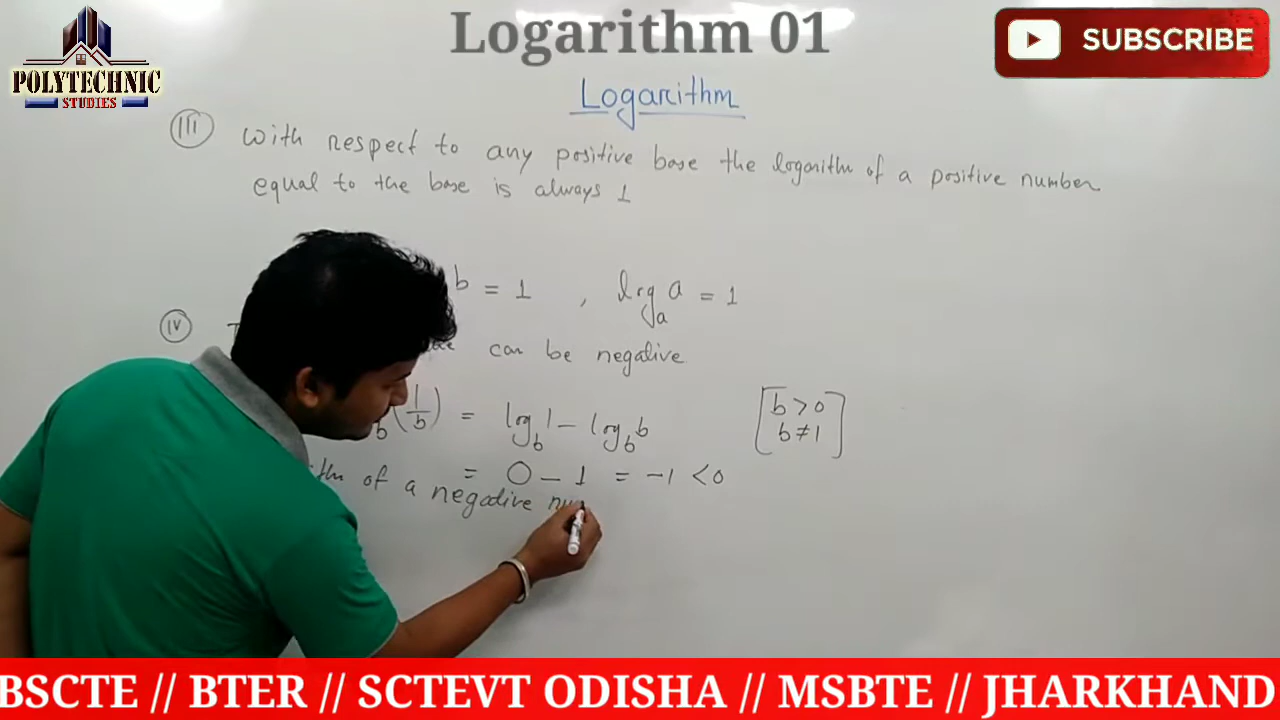 Logarithm 01
POLYTECHNIC
STUDIES
SUBSCRIBE
Logarithm
III with respect to any positive base the logarithm of a positive number
equal to the base is always 1
b = 1 , log_a a = 1
IV
can be negative
b (1/b) = log_b 1 - log_b b [b > 0
b ≠ 1]
= 0 - 1 = -1 < 0
of a negative
BSCTE // BTER // SCTEVT ODISHA // MSBTE // JHARKHAND